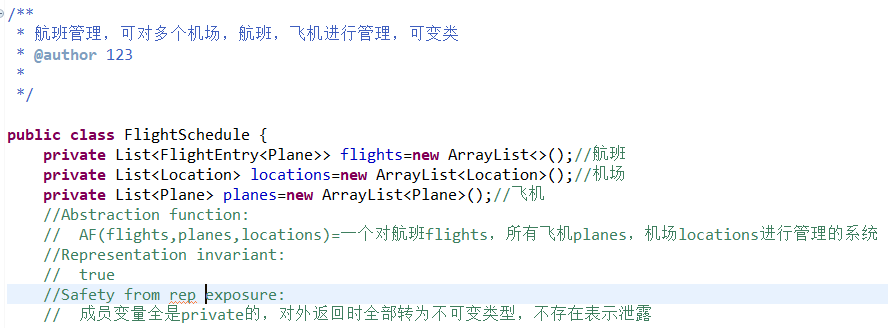 /**
* 航班管理，可对多个机场，航班，飞机进行管理，可变类
* @author 123
*
*/
public class FlightSchedule {
private List<FlightEntry<Plane>> flights=new ArrayList<>();//航班
private List<Location> locations=new ArrayList<Location>();//机场
private List<Plane> planes=new ArrayList<Plane>();//飞机
//Abstraction function:
// AF(flights,planes,locations)=一个对航班flights，所有飞机planes，机场locations进行管理的系统
//Representation invariant:
// true
//Safety from rep exposure:
// 成员变量全是private的，对外返回时全部转为不可变类型，不存在表示泄露